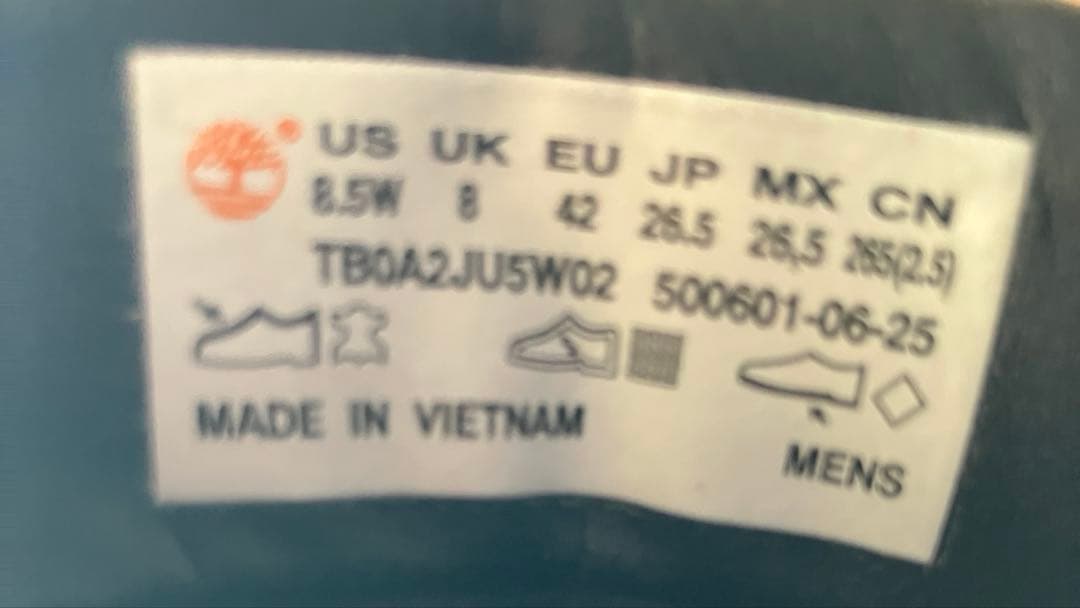 US UK EU JP MX CN
8.5W 8 42 26.5 26,5 265(2.5)
TB0A2JU5W02 500601-06-25
MADE IN VIETNAM
MENS